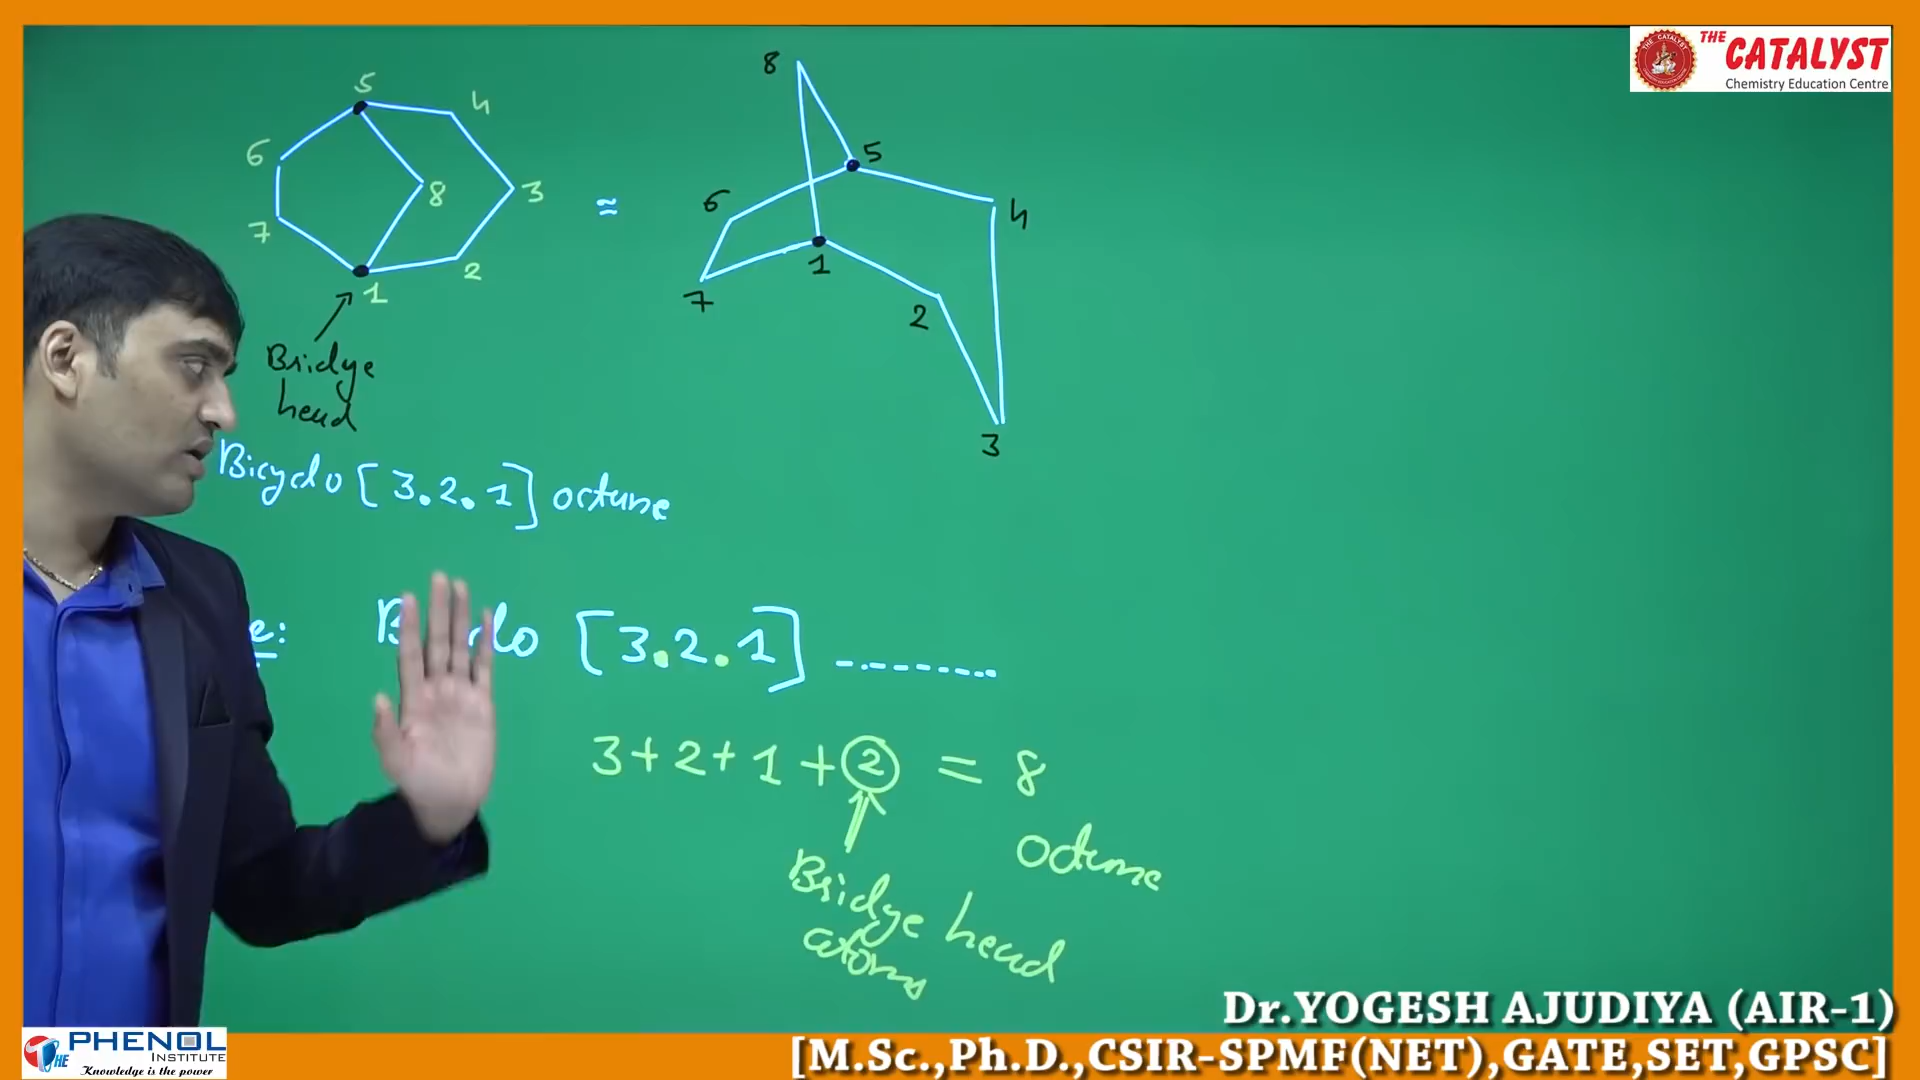 THE
CATALYST
Chemistry Education Centre
5
4
6
8
3
7
1
2
≈
8
5
6
4
1
7
2
3
Bridge
head
Bicyclo [3.2.1] octane
e:
[3.2.1] ---------
3+2+1+2 = 8
octane
Bridge head
atoms
Dr.YOGESH AJUDIYA (AIR-1)
[M.Sc.,Ph.D.,CSIR-SPMF(NET),GATE,SET,GPSC]
THE PHENOL
INSTITUTE
Knowledge is the power